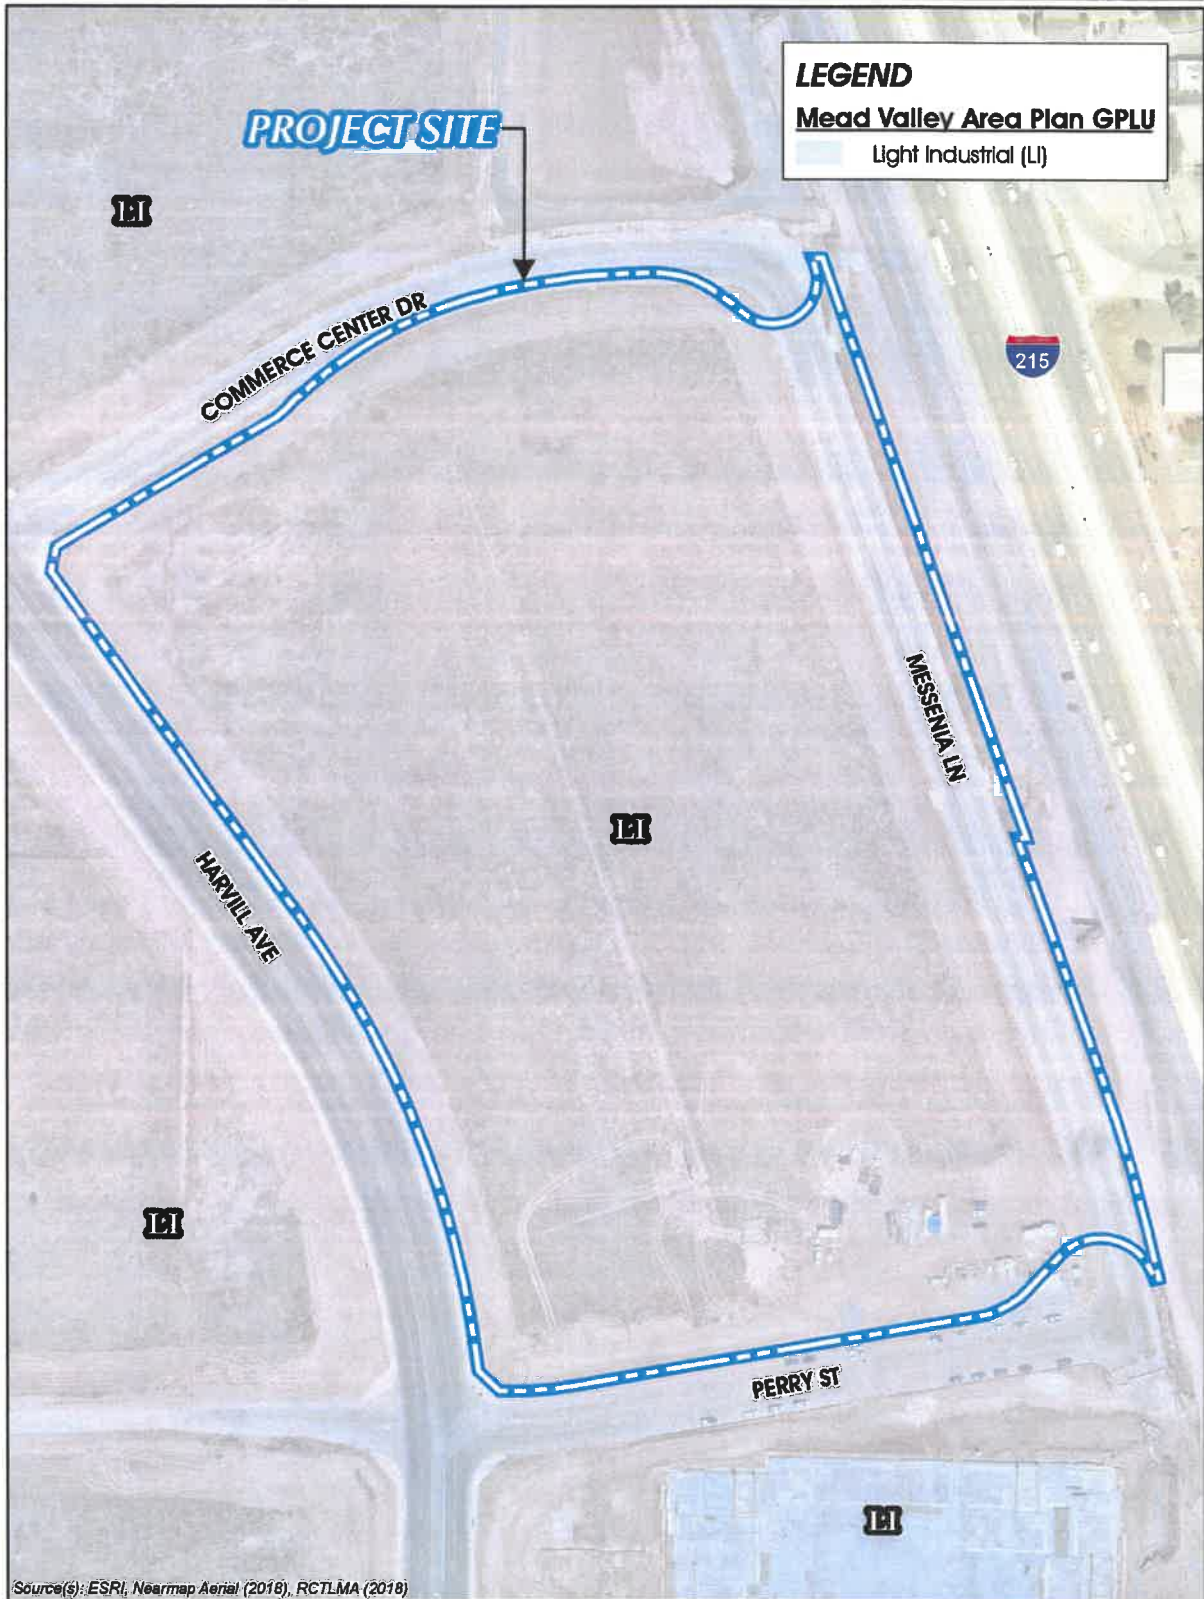 LEGEND
Mead Valley Area Plan GPLU
Light Industrial (LI)
PROJECT SITE
LI
COMMERCE CENTER DR
215
MESSENIA LN
LI
HARVILL AVE
LI
PERRY ST
LI
Source(s): ESRI, Nearmap Aerial (2018), RCTLMA (2018)